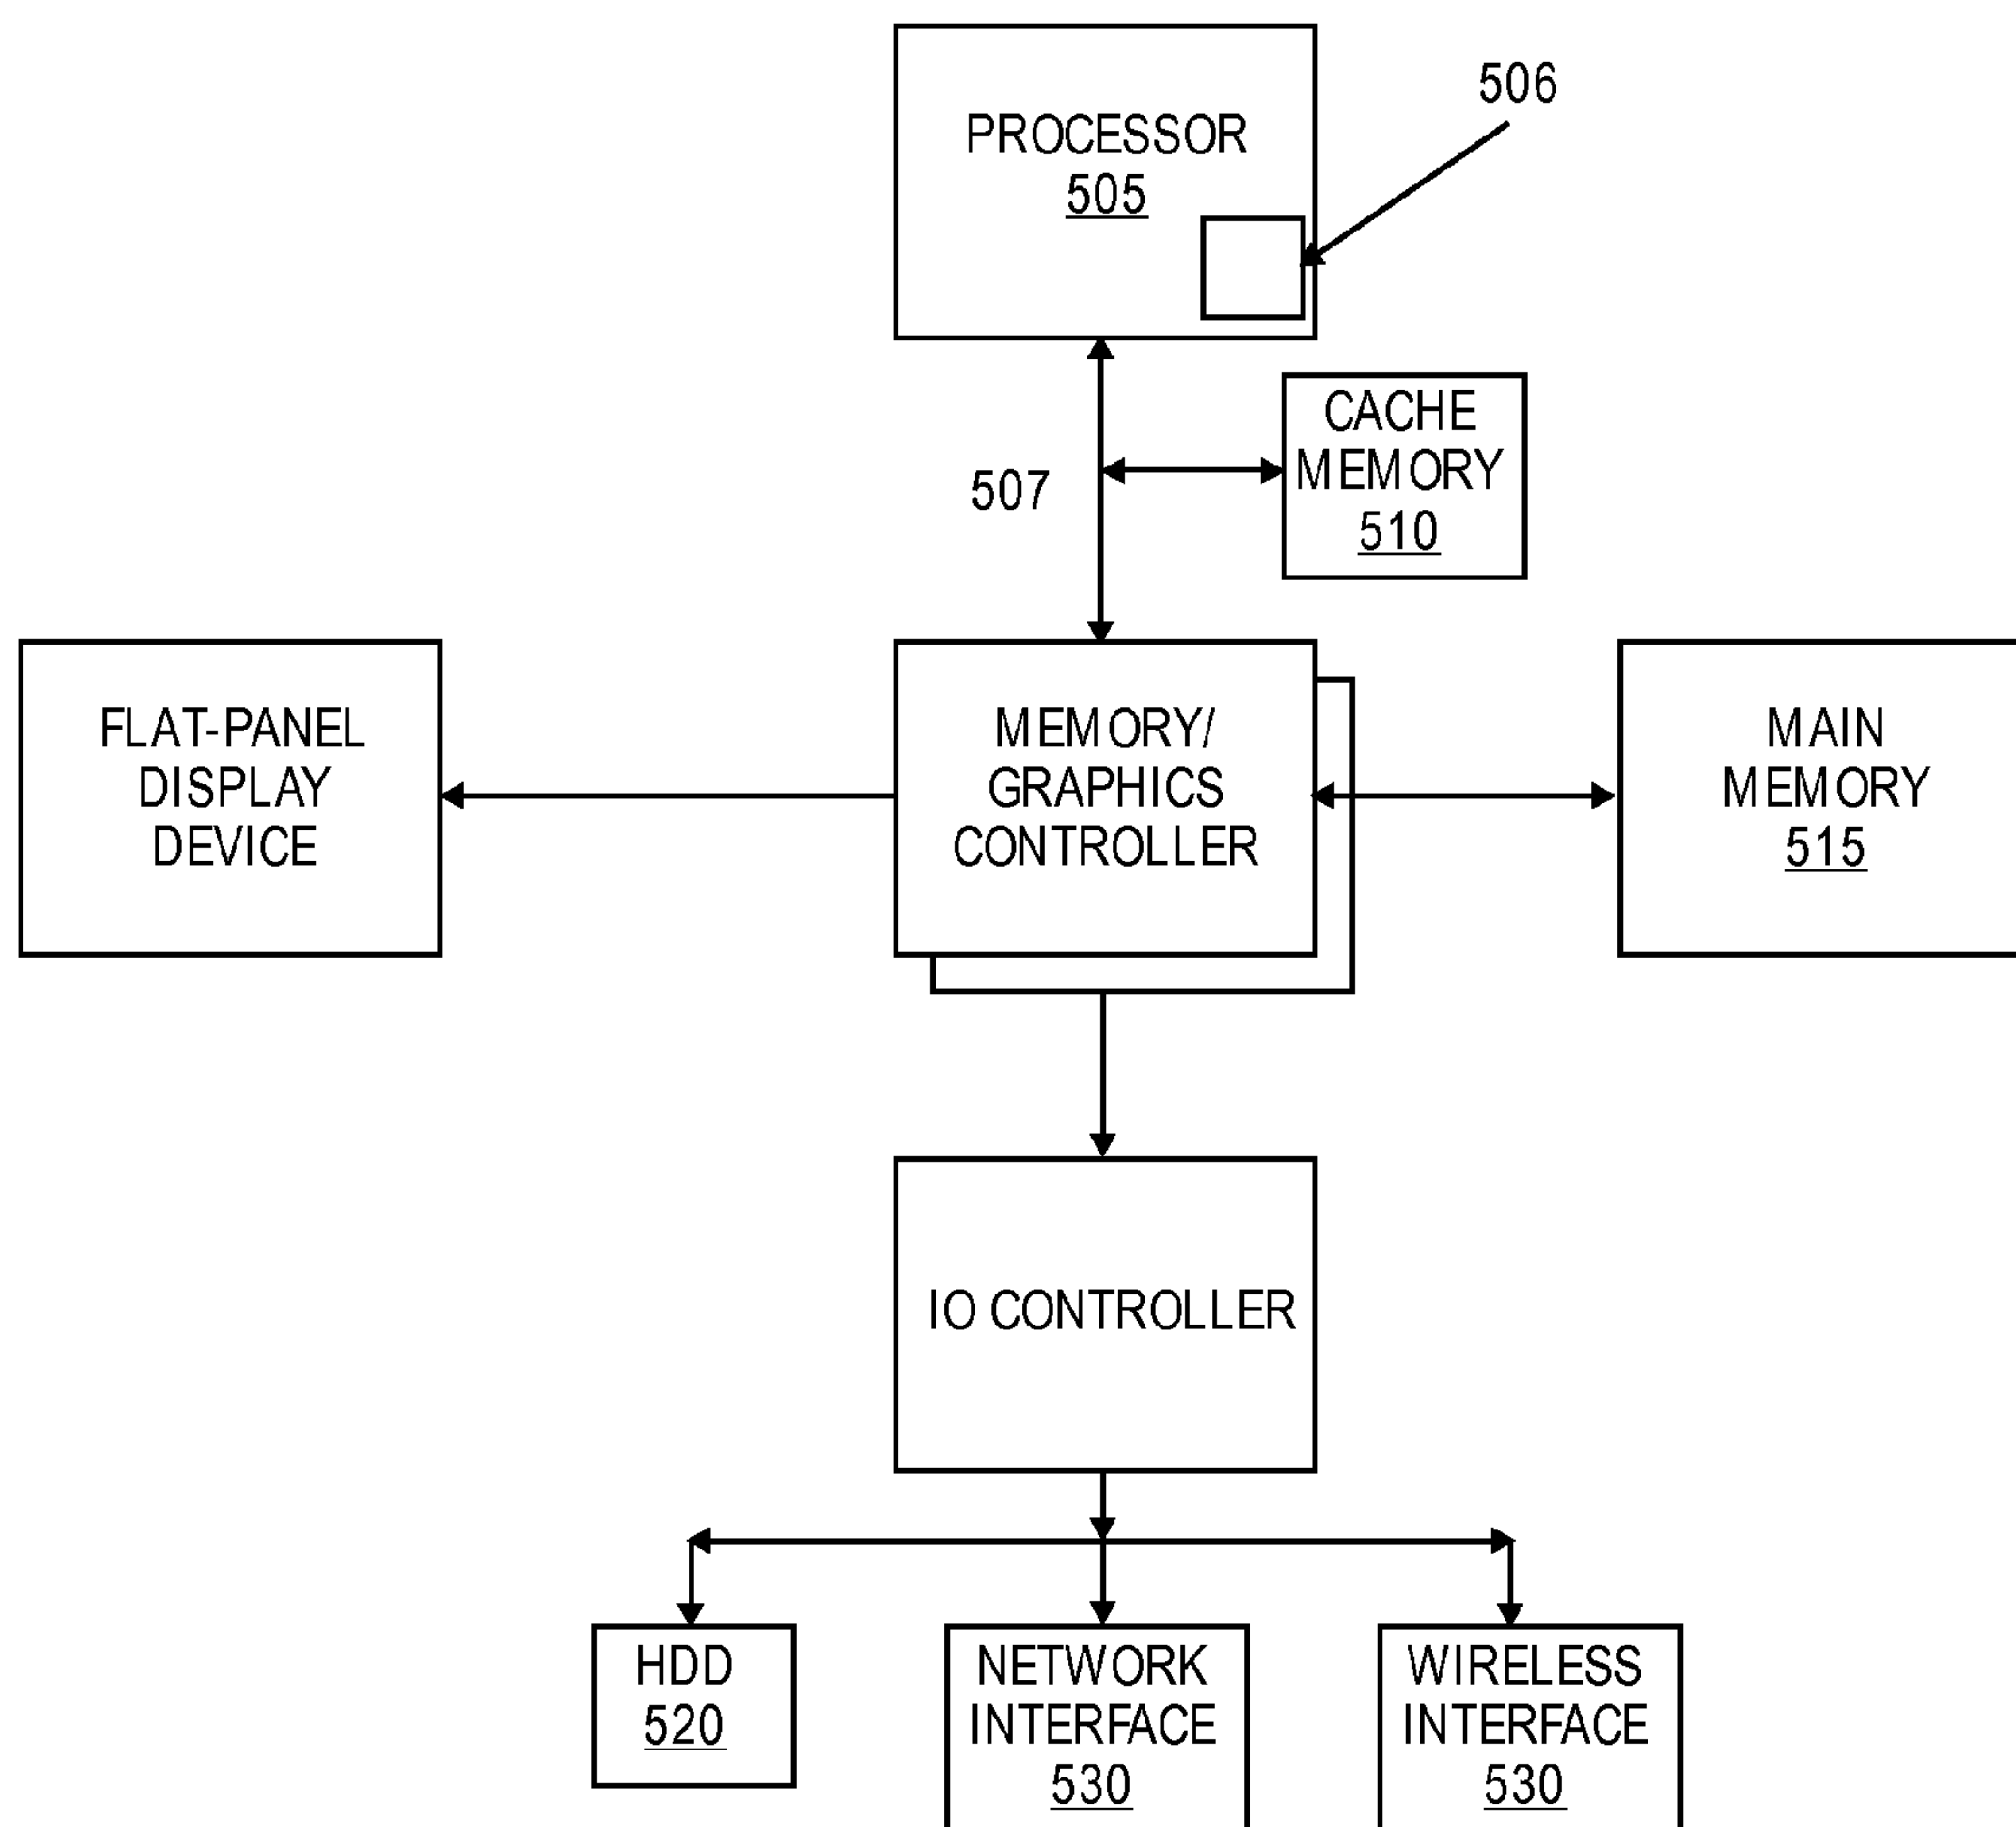 PROCESSOR
505
506
CACHE
MEMORY
510
507
FLAT-PANEL
DISPLAY
DEVICE
MEMORY/
GRAPHICS
CONTROLLER
MAIN
MEMORY
515
IO CONTROLLER
HDD
520
NETWORK
INTERFACE
530
WIRELESS
INTERFACE
530